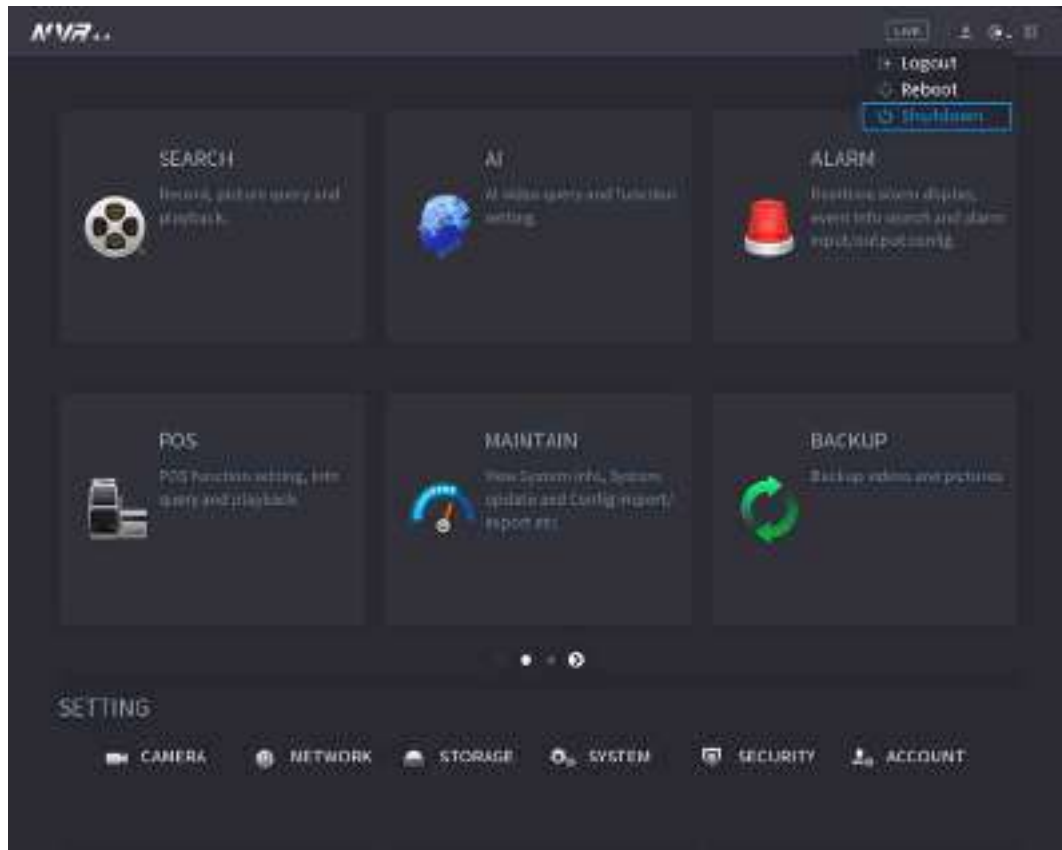 NVR
LIVE
Logout
Reboot
Shutdown
SEARCH
Record, picture query and
playback.
AI
AI video query and function
setting.
ALARM
Realtime alarm display,
event info search and alarm
input/output config.
POS
POS Function setting, info
query and playback.
MAINTAIN
View System info, System
update and Config import/
export etc
BACKUP
Backup videos and pictures
SETTING
CAMERA
NETWORK
STORAGE
SYSTEM
SECURITY
ACCOUNT